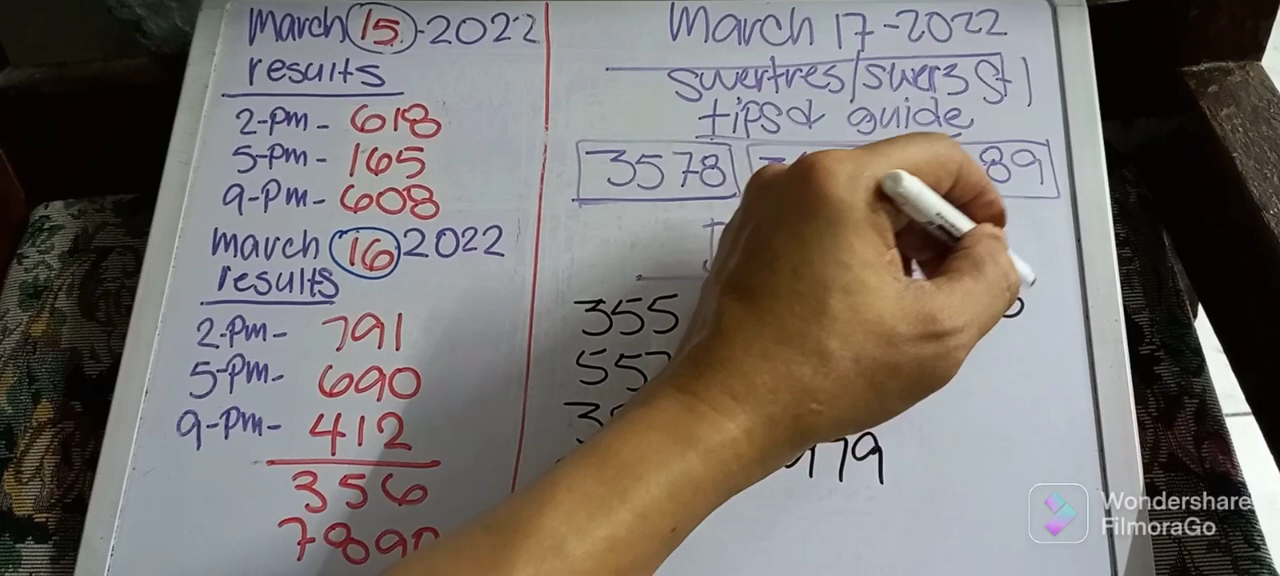 March 15-2022
results
2-Pm- 618
5-Pm- 165
9-Pm- 608
March 16 2022
results
2-Pm- 791
5-Pm- 690
9-Pm- 412
356
March 17-2022
swertres/swer3 St)
tips & guide
3578 89
355
557
179
Wondershare
FilmoraGo